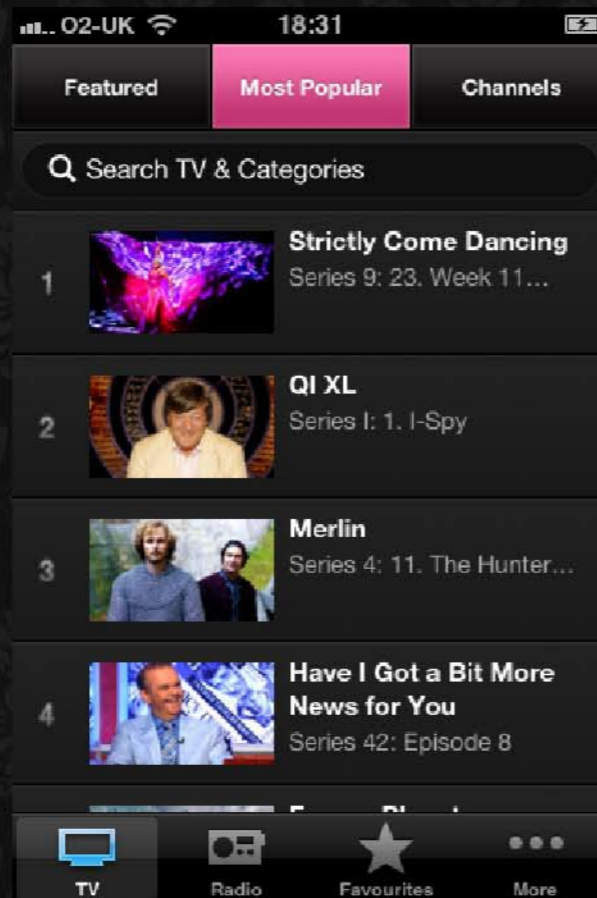 O2-UK 18:31
Featured Most Popular Channels
Search TV & Categories
1
Strictly Come Dancing
Series 9: 23. Week 11...
2
QI XL
Series I: 1. I-Spy
3
Merlin
Series 4: 11. The Hunter...
4
Have I Got a Bit More
News for You
Series 42: Episode 8
TV Radio Favourites More